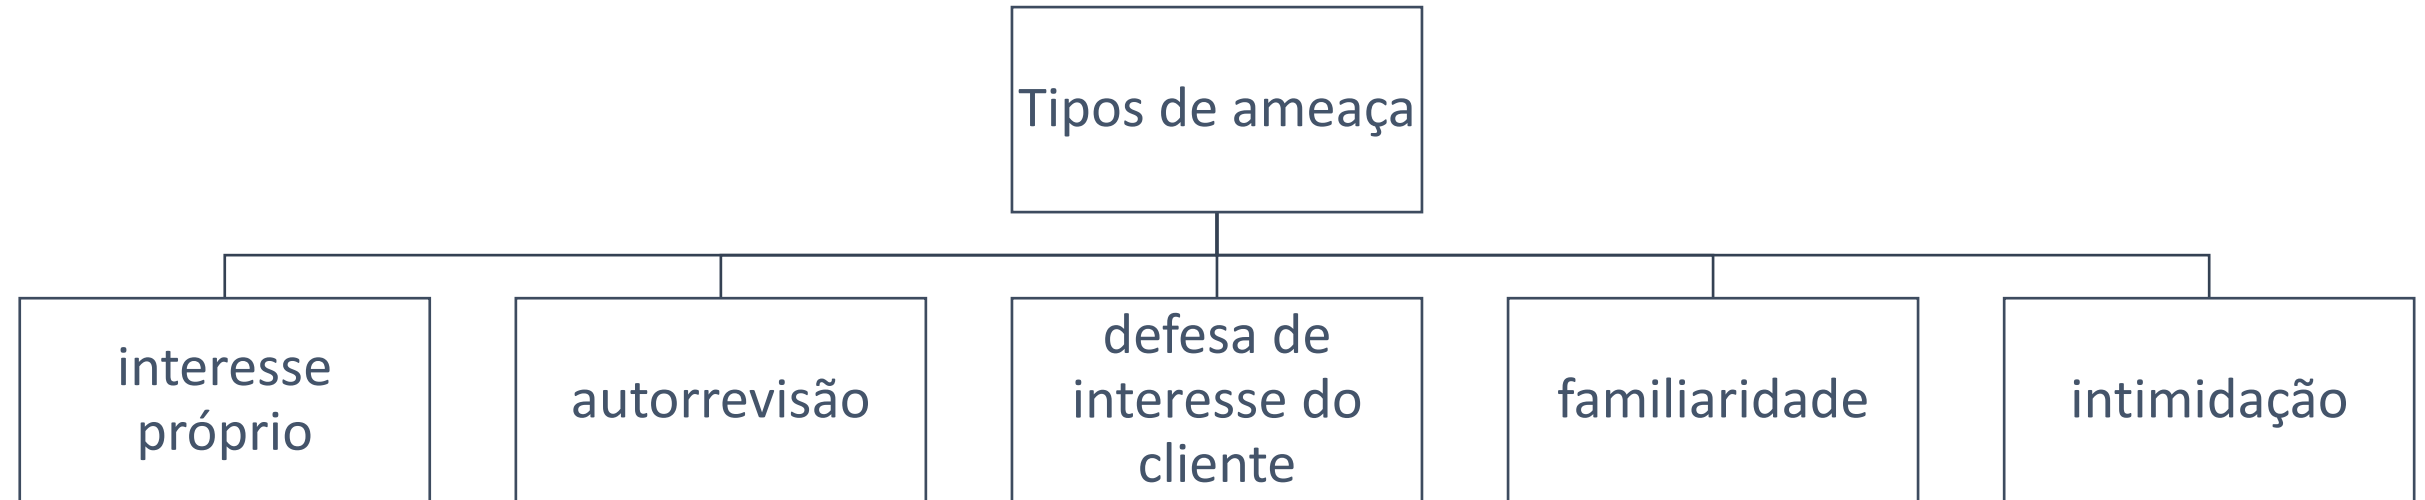 Tipos de ameaça
interesse
próprio
autorrevisão
defesa de
interesse do
cliente
familiaridade
intimidação